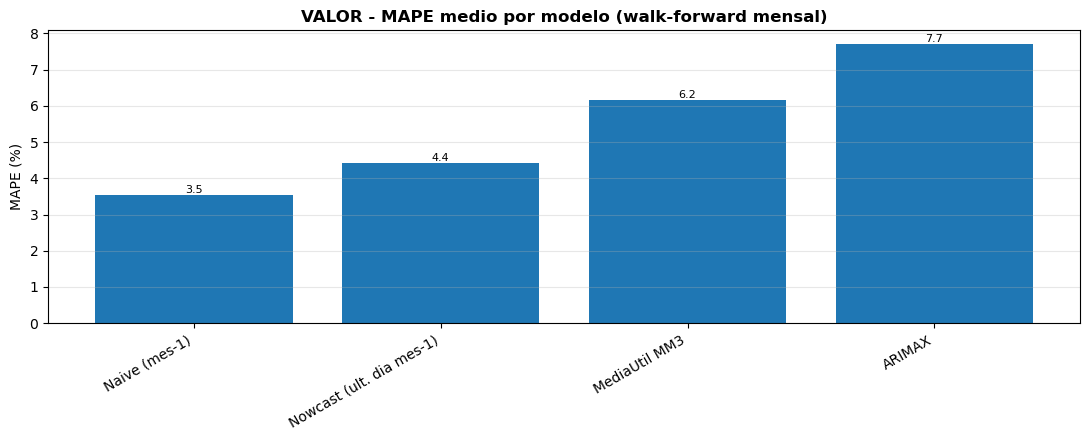 VALOR - MAPE medio por modelo (walk-forward mensal)
MAPE (%)
8
7
6
5
4
3
2
1
0
3.5
4.4
6.2
7.7
Naive (mes-1)
Nowcast (ult. dia mes-1)
MediaUtil MM3
ARIMAX